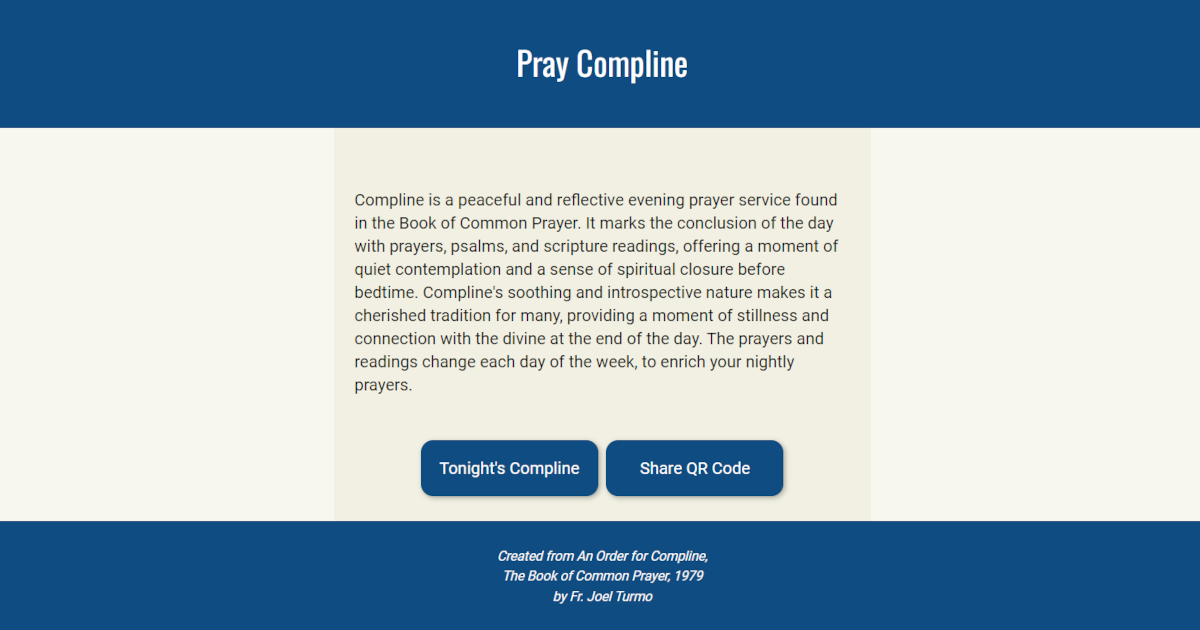 Pray Compline
Compline is a peaceful and reflective evening prayer service found
in the Book of Common Prayer. It marks the conclusion of the day
with prayers, psalms, and scripture readings, offering a moment of
quiet contemplation and a sense of spiritual closure before
bedtime. Compline's soothing and introspective nature makes it a
cherished tradition for many, providing a moment of stillness and
connection with the divine at the end of the day. The prayers and
readings change each day of the week, to enrich your nightly
prayers.
Tonight's Compline
Share QR Code
Created from An Order for Compline,
The Book of Common Prayer, 1979
by Fr. Joel Turmo